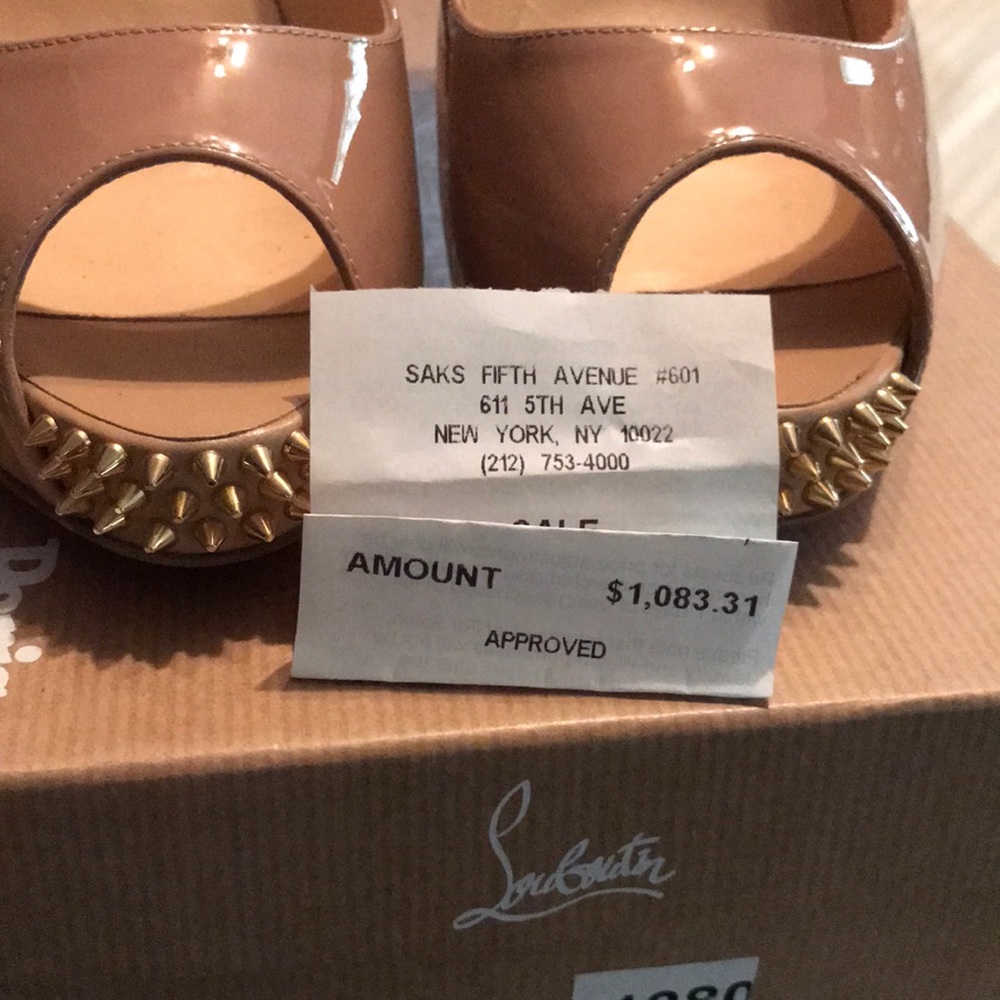 SAKS FIFTH AVENUE #601
611 5TH AVE
NEW YORK, NY 10022
(212) 753-4000
SALE
AMOUNT $1,083.31
APPROVED
Louboutin